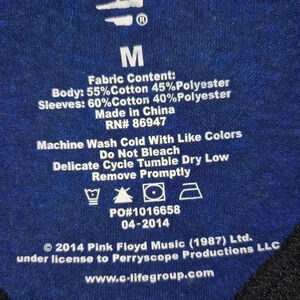 ®
M
Fabric Content:
Body: 55%Cotton 45%Polyester
Sleeves: 60%Cotton 40%Polyester
Made in China
RN# 86947
Machine Wash Cold With Like Colors
Do Not Bleach
Delicate Cycle Tumble Dry Low
Remove Promptly
PO#1016658
04-2014
© 2014 Pink Floyd Music (1987) Ltd.
under license to Perryscope Productions LLC
www.c-lifegroup.com